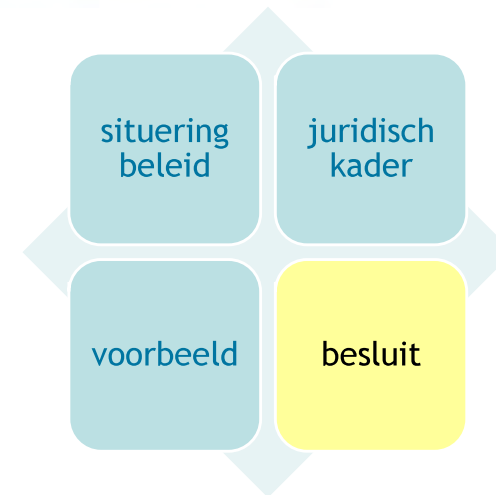 situering
beleid
juridisch
kader
voorbeeld
besluit